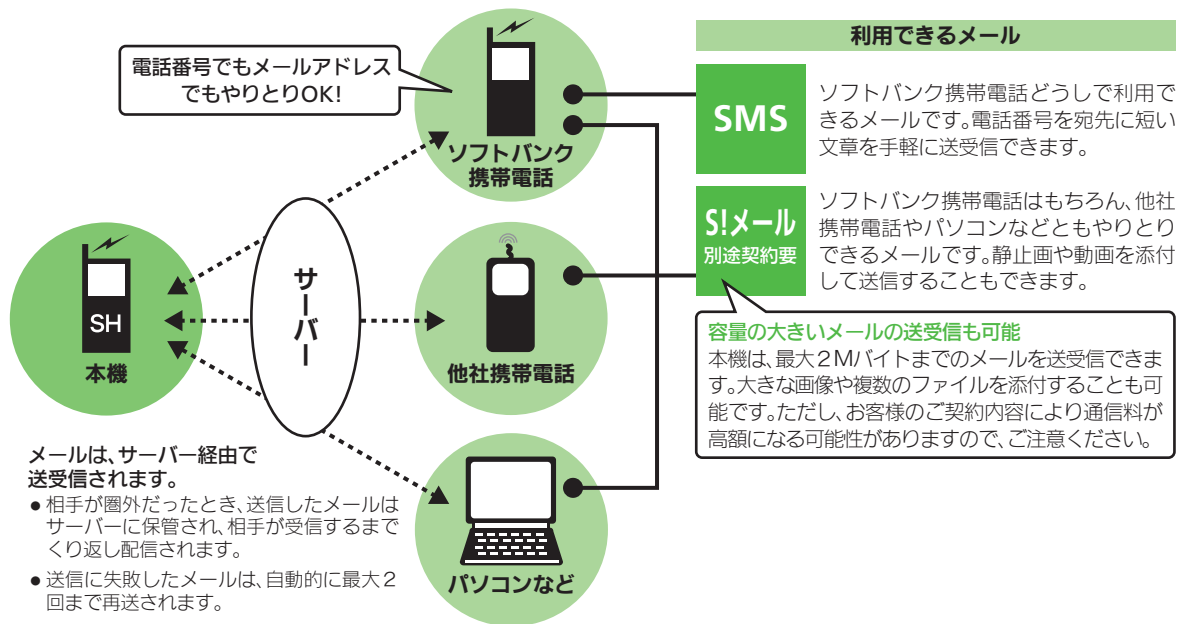 電話番号でもメールアドレス
でもやりとりOK!
ソフトバンク
携帯電話
サーバー
SH
本機
他社携帯電話
パソコンなど
メールは、サーバー経由で
送受信されます。
●相手が圏外だったとき、送信したメールは
サーバーに保管され、相手が受信するまで
くり返し配信されます。
●送信に失敗したメールは、自動的に最大2
回まで再送されます。
利用できるメール
SMS
ソフトバンク携帯電話どうしで利用で
きるメールです。電話番号を宛先に短い
文章を手軽に送受信できます。
S!メール
別途契約要
ソフトバンク携帯電話はもちろん、他社
携帯電話やパソコンなどともやりとり
できるメールです。静止画や動画を添付
して送信することもできます。
容量の大きいメールの送受信も可能
本機は、最大2Mバイトまでのメールを送受信できま
す。大きな画像や複数のファイルを添付することも可
能です。ただし、お客様のご契約内容により通信料が
高額になる可能性がありますので、ご注意ください。